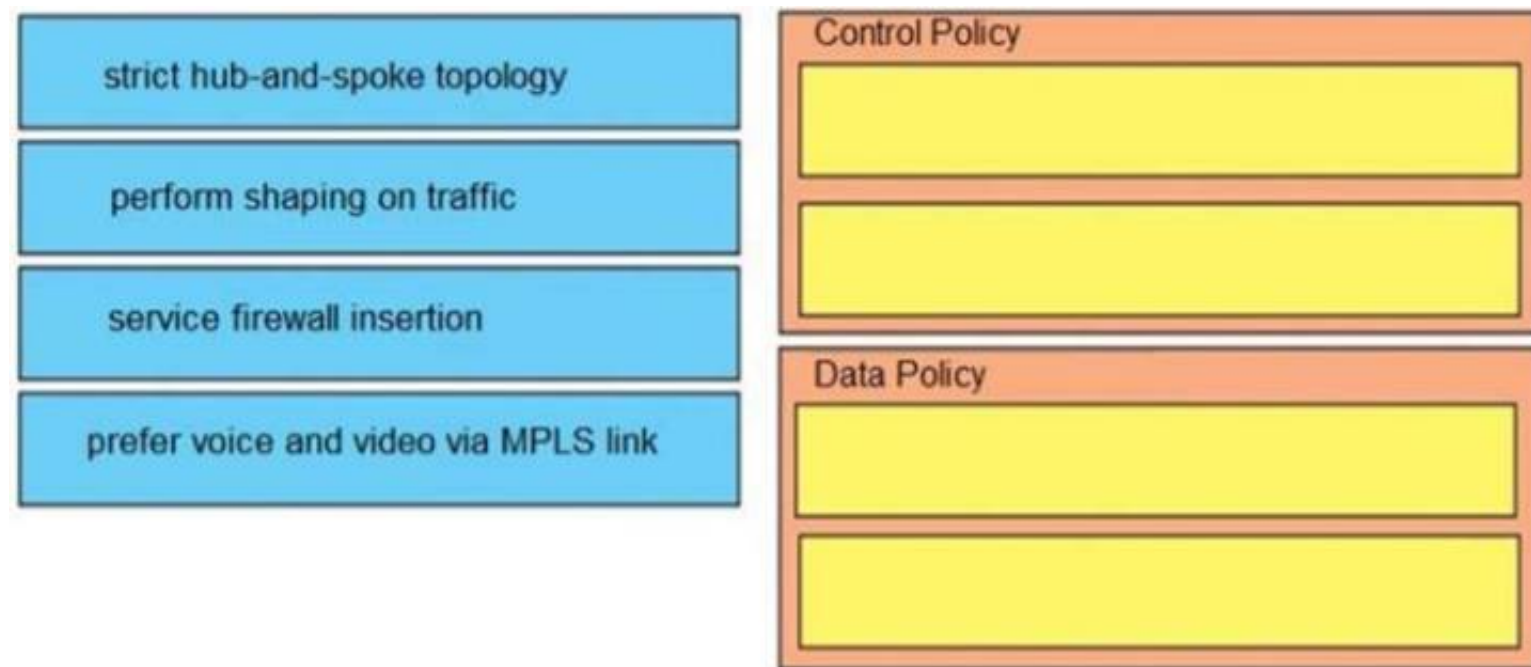 strict hub-and-spoke topology
perform shaping on traffic
service firewall insertion
prefer voice and video via MPLS link
Control Policy
Data Policy